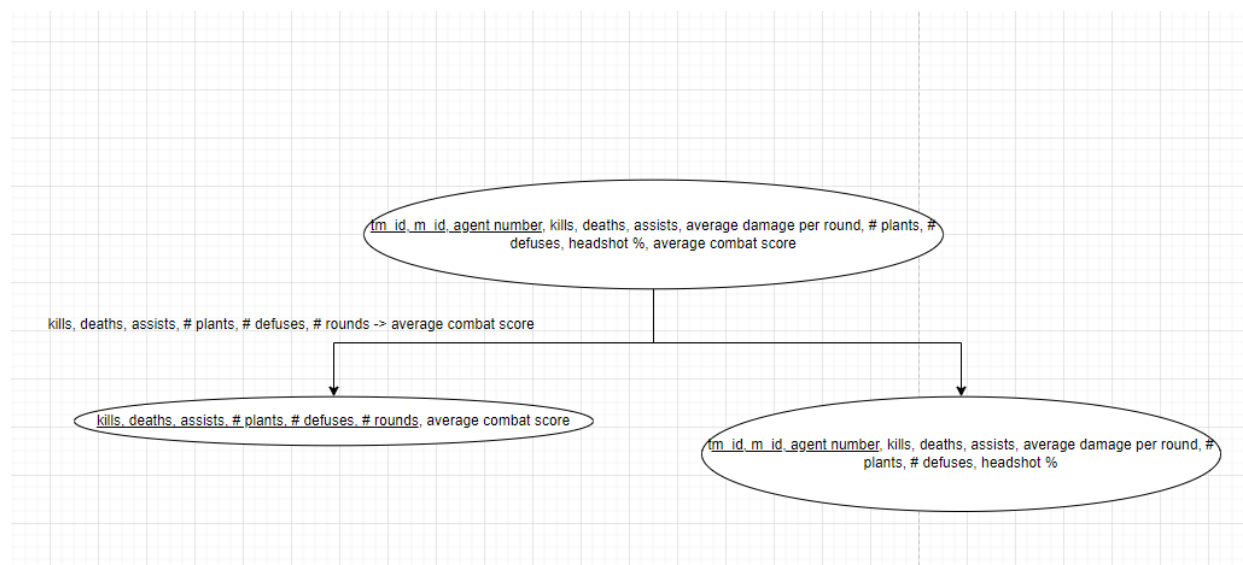 tm_id, m_id, agent number, kills, deaths, assists, average damage per round, # plants, #
defuses, headshot %, average combat score
kills, deaths, assists, # plants, # defuses, # rounds -> average combat score
kills, deaths, assists, # plants, # defuses, # rounds, average combat score
tm_id, m_id, agent number, kills, deaths, assists, average damage per round, #
plants, # defuses, headshot %